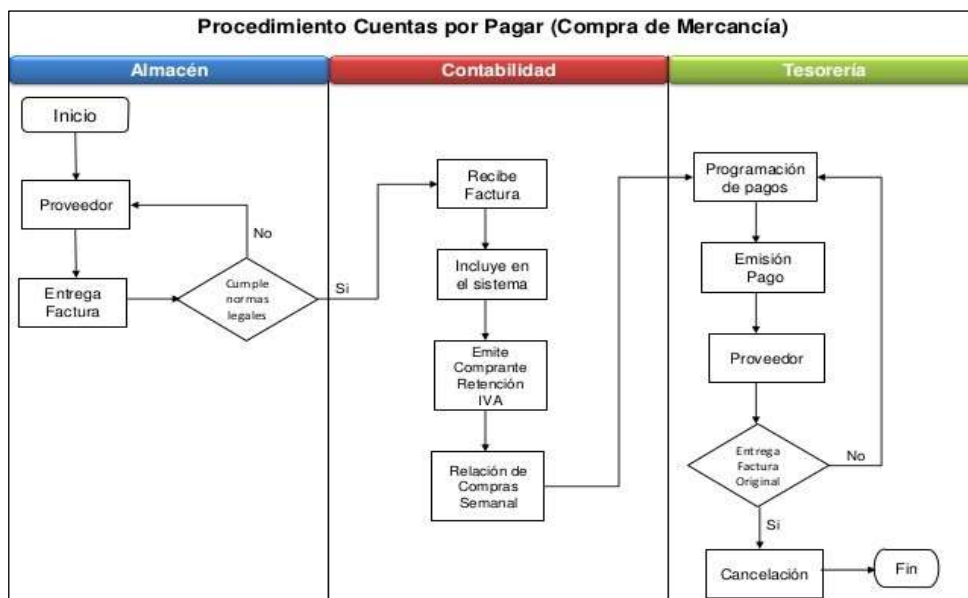 Procedimiento Cuentas por Pagar (Compra de Mercancía)
Almacén
Contabilidad
Tesorería
Inicio
Proveedor
No
Entrega
Factura
Cumple
normas
legales
Si
Recibe
Factura
Incluye en
el sistema
Emite
Comprante
Retención
IVA
Relación de
Compras
Semanal
Programación
de pagos
Emisión
Pago
Proveedor
Entrega
Factura
Original
No
Si
Cancelación
Fin